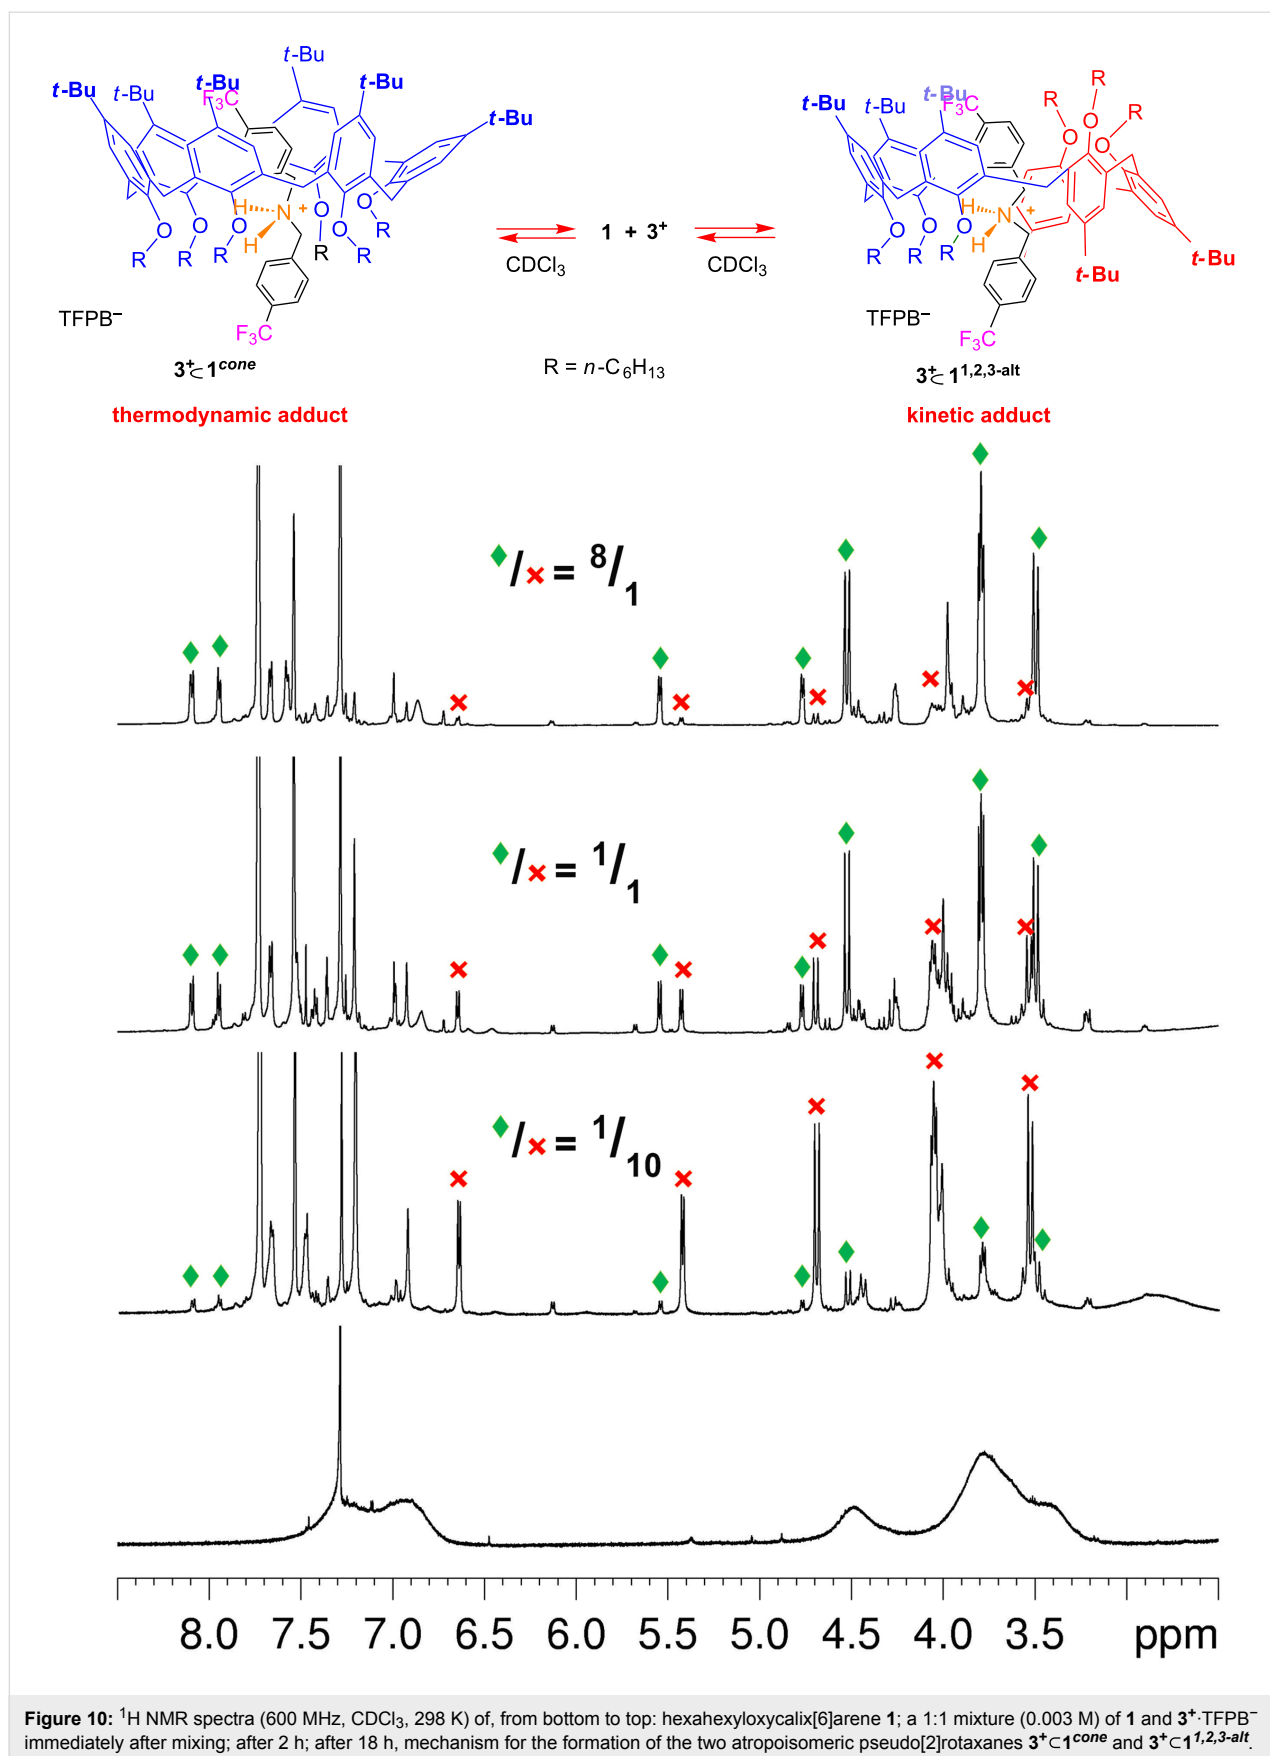 t-Bu
t-Bu t-Bu t-Bu t-Bu t-Bu
F₃C
H N + H
O O O O O O
R R R R R R
F₃C
TFPB⁻
3⁺⊂1ᶜᵒⁿᵉ
thermodynamic adduct
CDCl₃
1 + 3⁺
CDCl₃
R = n-C₆H₁₃
t-Bu t-Bu t-Bu
F₃C
R R R
O O O
H N + H
O O O
R R R
t-Bu t-Bu
F₃C
TFPB⁻
3⁺⊂1¹,²,³⁻ᵃˡᵗ
kinetic adduct
♦/× = 8/1
♦/× = 1/1
♦/× = 1/10
8.0 7.5 7.0 6.5 6.0 5.5 5.0 4.5 4.0 3.5 ppm
Figure 10: ¹H NMR spectra (600 MHz, CDCl₃, 298 K) of, from bottom to top: hexahexyloxycalix[6]arene 1; a 1:1 mixture (0.003 M) of 1 and 3⁺·TFPB⁻
immediately after mixing; after 2 h; after 18 h, mechanism for the formation of the two atropoisomeric pseudo[2]rotaxanes 3⁺⊂1ᶜᵒⁿᵉ and 3⁺⊂1¹,²,³⁻ᵃˡᵗ.